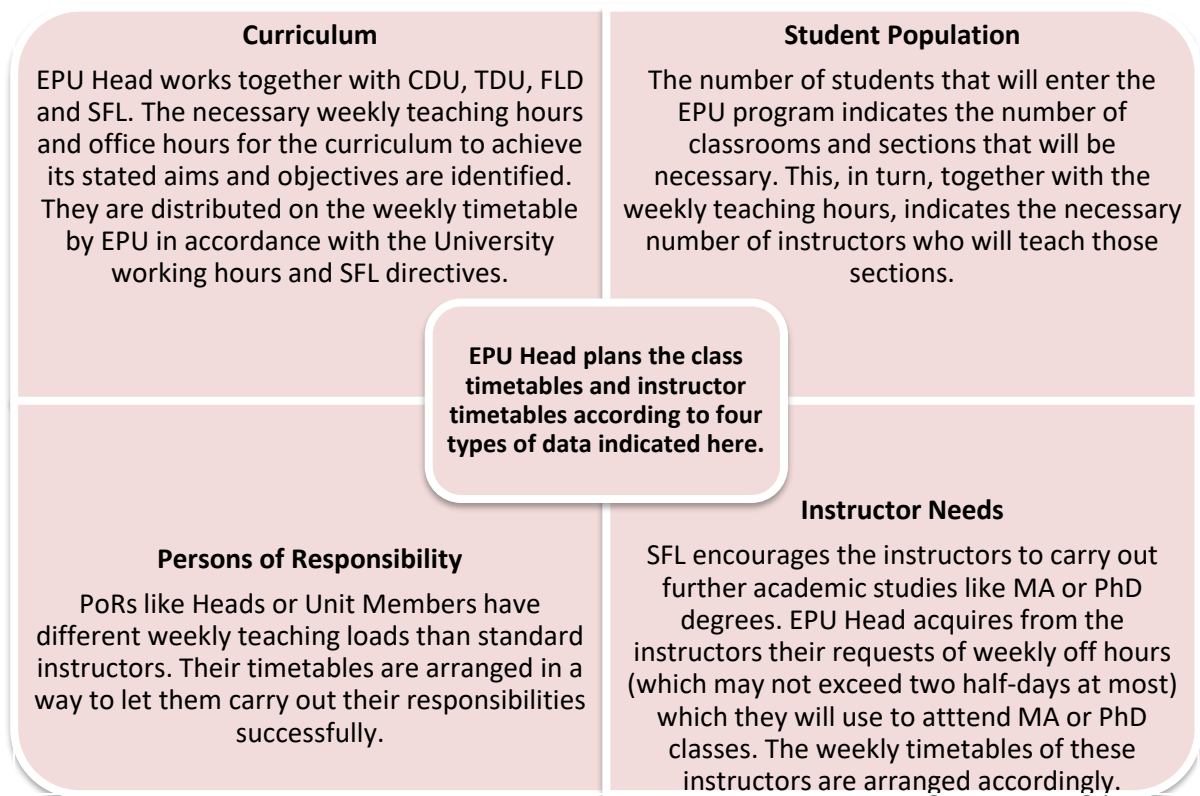 Curriculum
EPU Head works together with CDU, TDU, FLD
and SFL. The necessary weekly teaching hours
and office hours for the curriculum to achieve
its stated aims and objectives are identified.
They are distributed on the weekly timetable
by EPU in accordance with the University
working hours and SFL directives.
Student Population
The number of students that will enter the
EPU program indicates the number of
classrooms and sections that will be
necessary. This, in turn, together with the
weekly teaching hours, indicates the necessary
number of instructors who will teach those
sections.
EPU Head plans the class
timetables and instructor
timetables according to four
types of data indicated here.
Persons of Responsibility
PoRs like Heads or Unit Members have
different weekly teaching loads than standard
instructors. Their timetables are arranged in a
way to let them carry out their responsibilities
successfully.
Instructor Needs
SFL encourages the instructors to carry out
further academic studies like MA or PhD
degrees. EPU Head acquires from the
instructors their requests of weekly off hours
(which may not exceed two half-days at most)
which they will use to atttend MA or PhD
classes. The weekly timetables of these
instructors are arranged accordingly.